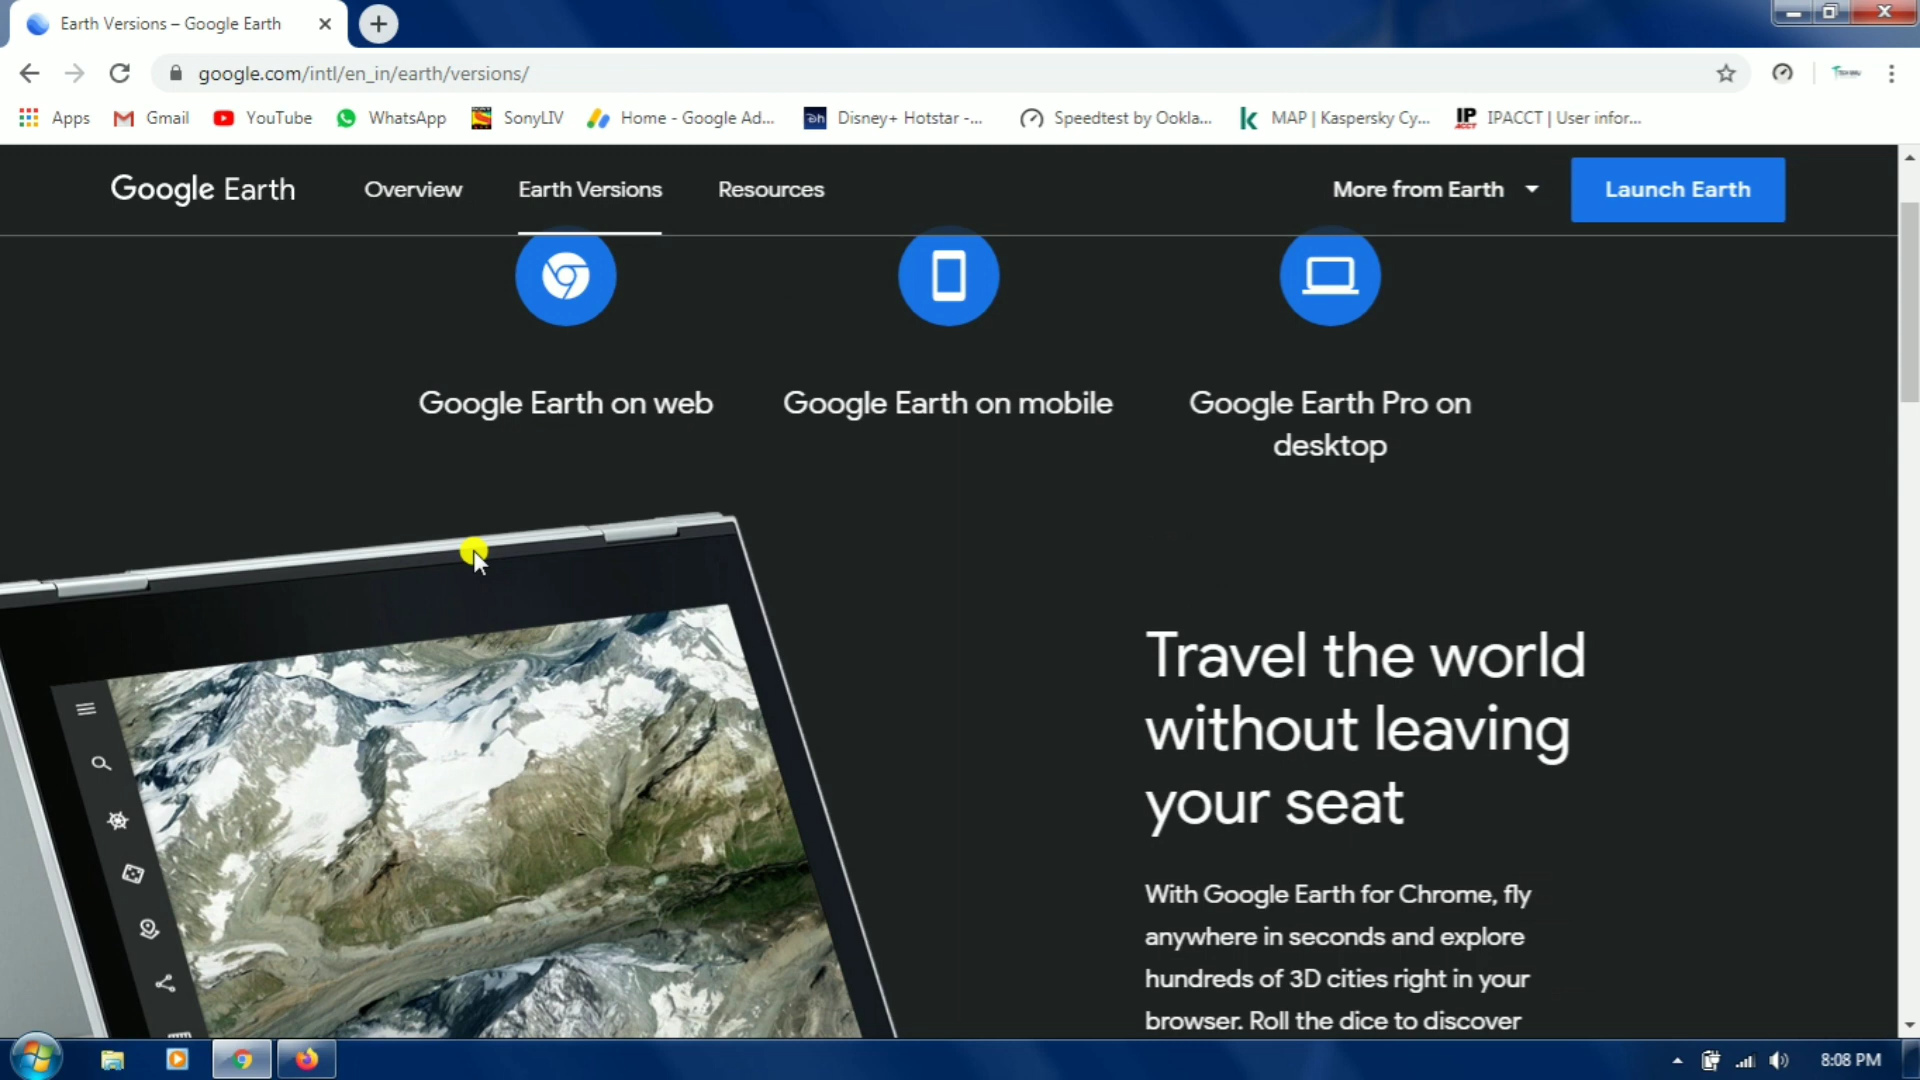 Earth Versions – Google Earth
google.com/intl/en_in/earth/versions/
Apps Gmail YouTube WhatsApp SonyLIV Home - Google Ad... Disney+ Hotstar -... Speedtest by Ookla... MAP | Kaspersky Cy... IPACCT | User infor...
Google Earth Overview Earth Versions Resources More from Earth Launch Earth
Google Earth on web
Google Earth on mobile
Google Earth Pro on
desktop
Travel the world
without leaving
your seat
With Google Earth for Chrome, fly
anywhere in seconds and explore
hundreds of 3D cities right in your
browser. Roll the dice to discover
8:08 PM